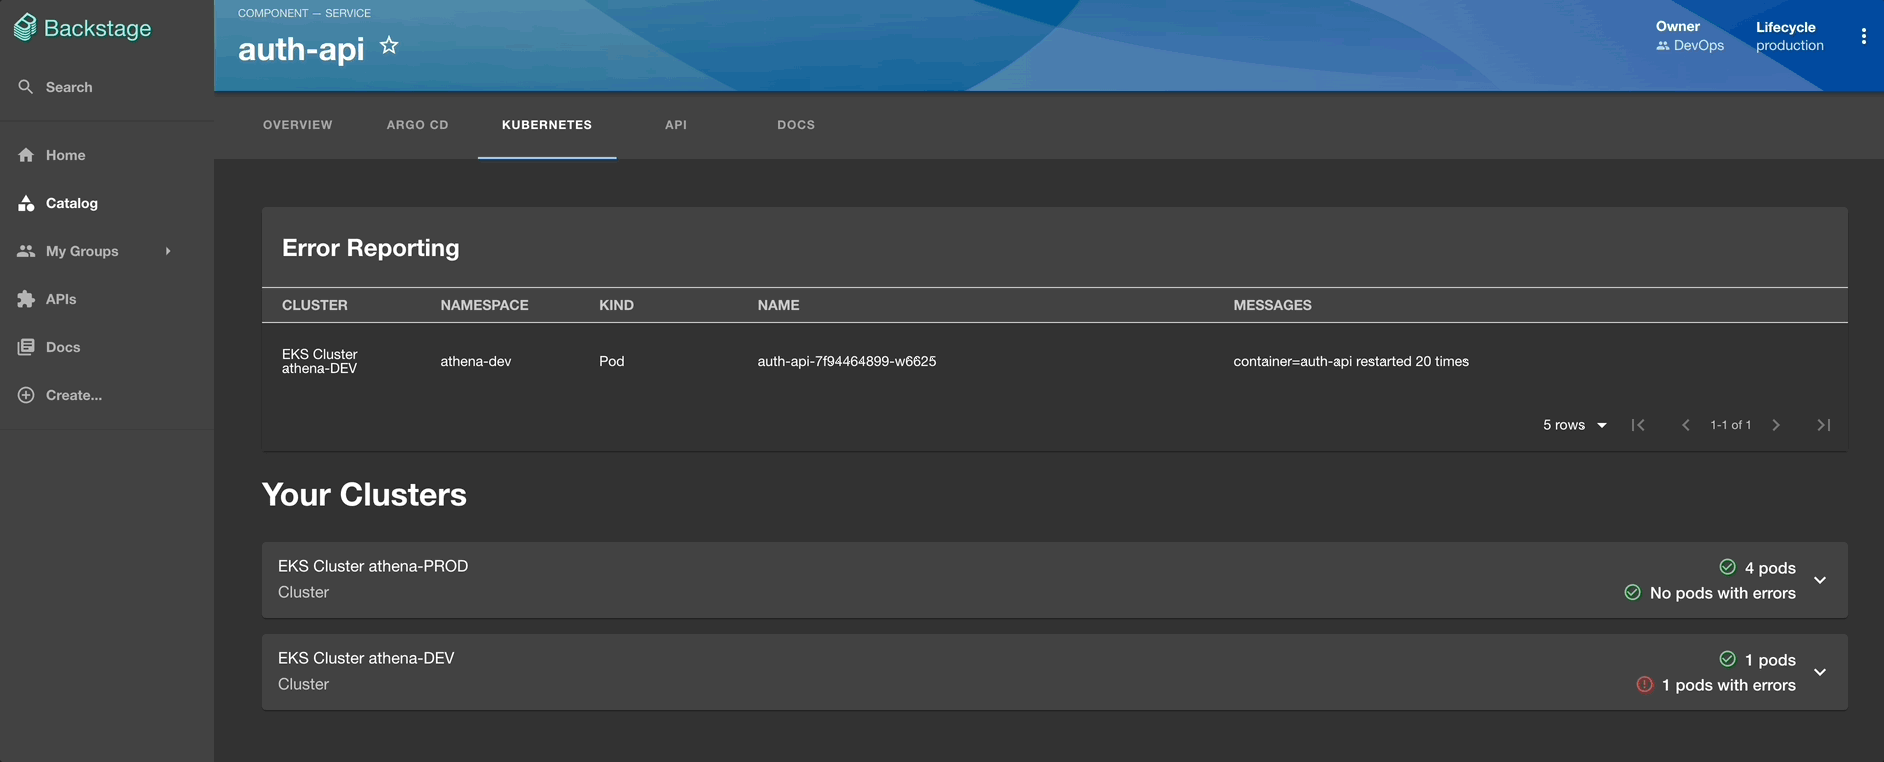 Backstage
Search
Home
Catalog
My Groups
APIs
Docs
Create...
COMPONENT — SERVICE
auth-api
Owner
DevOps
Lifecycle
production
OVERVIEW ARGO CD KUBERNETES API DOCS
Error Reporting
CLUSTER NAMESPACE KIND NAME MESSAGES
EKS Cluster
athena-DEV
athena-dev Pod auth-api-7f94464899-w6625 container=auth-api restarted 20 times
5 rows 1-1 of 1
Your Clusters
EKS Cluster athena-PROD
Cluster
4 pods
No pods with errors
EKS Cluster athena-DEV
Cluster
1 pods
1 pods with errors